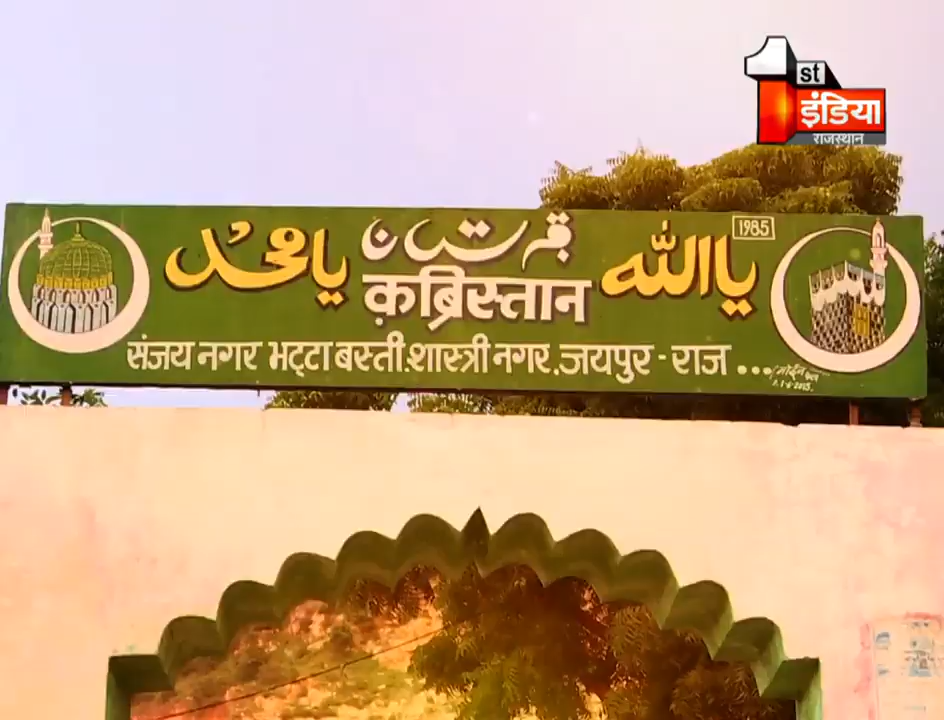 1st
इंडिया
राजस्थान
1985
یا اللہ
قبرستان
یا محمد
क़ब्रिस्तान
संजय नगर भट्टा बस्ती.शास्त्री नगर.जयपुर - राज ...